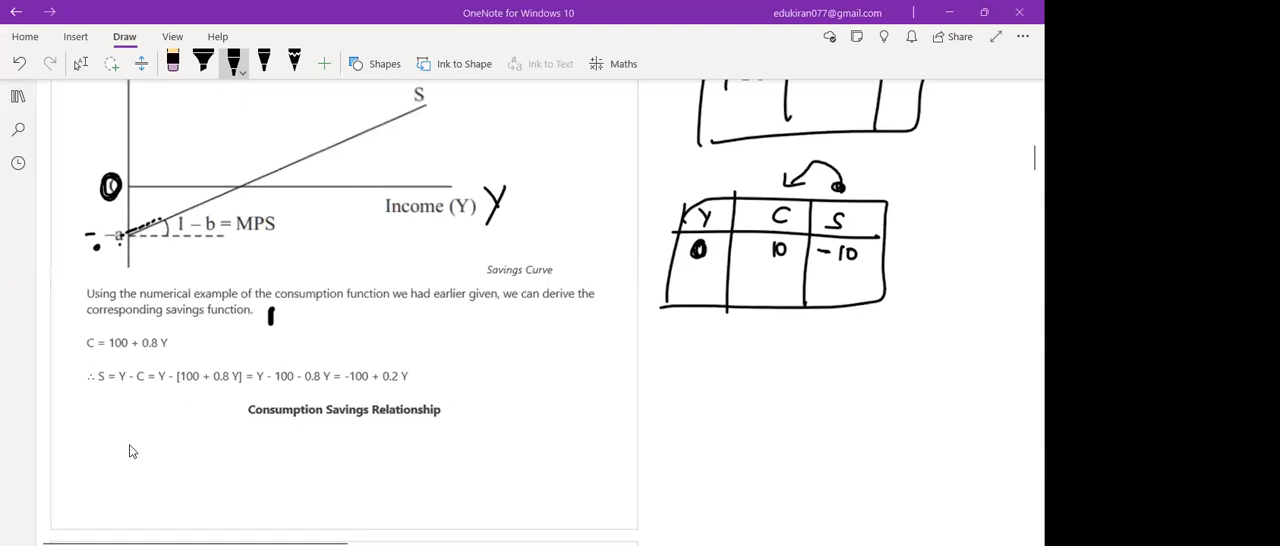 OneNote for Windows 10
edukiran077@gmail.com
Home Insert Draw View Help
Share
Shapes Ink to Shape Ink to Text Maths
S
0
Income (Y) Y
1 – b = MPS
-a
Savings Curve
Using the numerical example of the consumption function we had earlier given, we can derive the
corresponding savings function.
C = 100 + 0.8 Y
∴ S = Y - C = Y - [100 + 0.8 Y] = Y - 100 - 0.8 Y = -100 + 0.2 Y
Consumption Savings Relationship
Y C S
0 10 -10